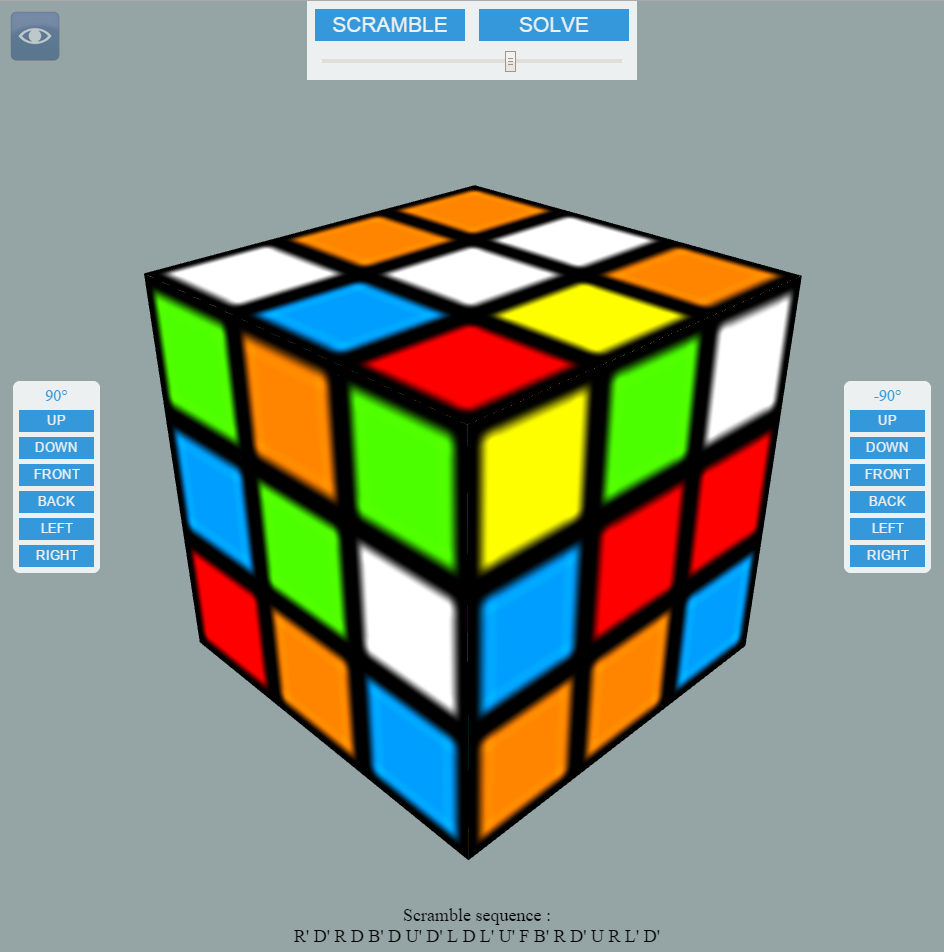 SCRAMBLE SOLVE
90°
UP
DOWN
FRONT
BACK
LEFT
RIGHT
-90°
UP
DOWN
FRONT
BACK
LEFT
RIGHT
Scramble sequence :
R' D' R D B' D U' D' L D L' U' F B' R D' U R L' D'